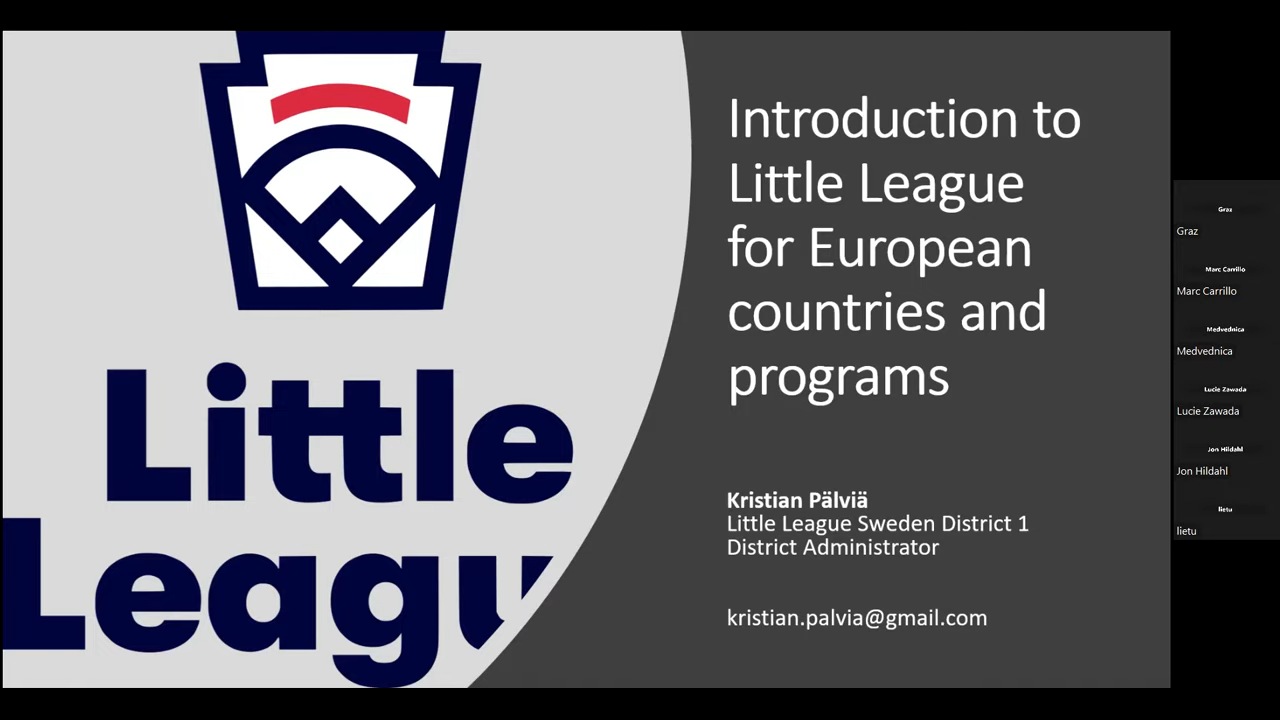 Little
Leagu
Introduction to
Little League
for European
countries and
programs
Kristian Pälviä
Little League Sweden District 1
District Administrator
kristian.palvia@gmail.com
Graz
Graz
Marc Carrillo
Marc Carrillo
Medvednica
Medvednica
Lucie Zawada
Lucie Zawada
Jon Hildahl
Jon Hildahl
lietu
lietu